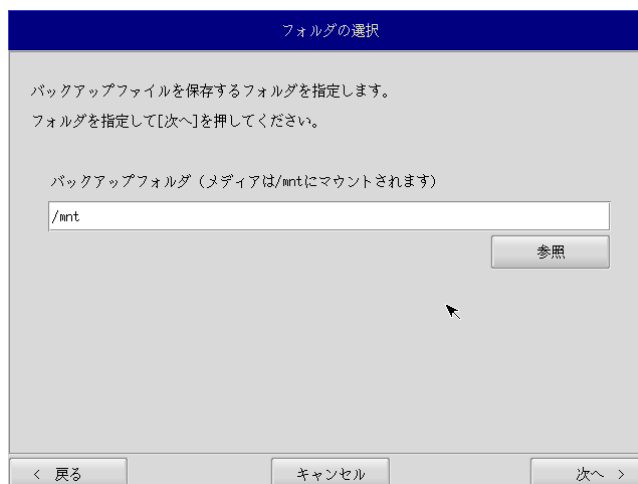 フォルダの選択
バックアップファイルを保存するフォルダを指定します。
フォルダを指定して[次へ]を押してください。
バックアップフォルダ（メディアは/mntにマウントされます）
/mnt
参照
< 戻る キャンセル 次へ >